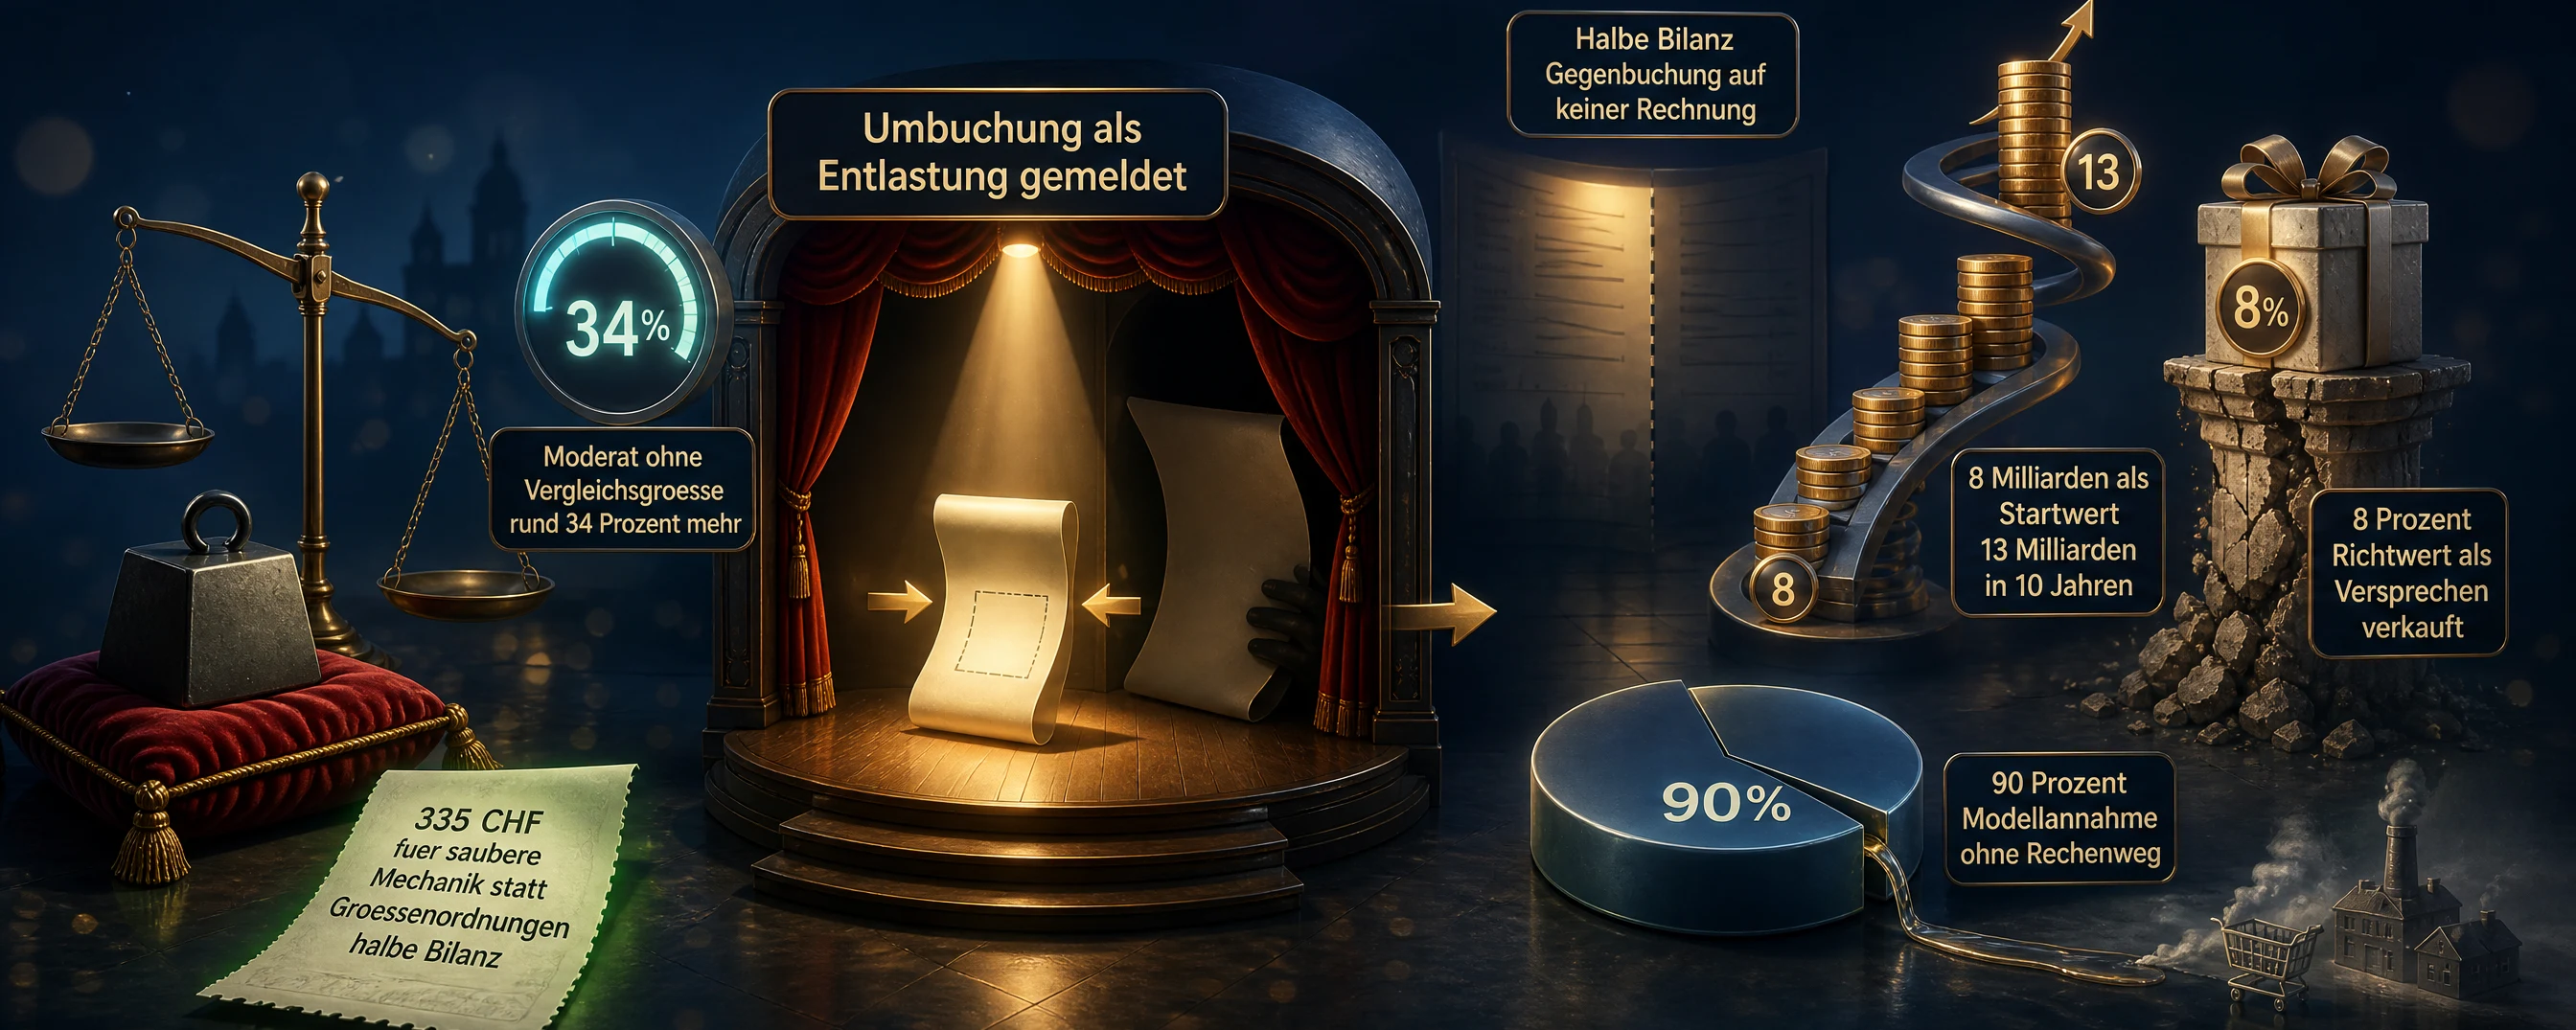 Halbe Bilanz
Gegenbuchung auf
keiner Rechnung
Umbuchung als
Entlastung gemeldet
13
34%
8%
Moderat ohne
Vergleichsgroesse
rund 34 Prozent mehr
8 Milliarden als
Startwert
13 Milliarden
in 10 Jahren
8
8 Prozent
Richtwert als
Versprechen
verkauft
90%
90 Prozent
Modellannahme
ohne Rechenweg
335 CHF
fuer saubere
Mechanik statt
Groessenordnungen
halbe Bilanz